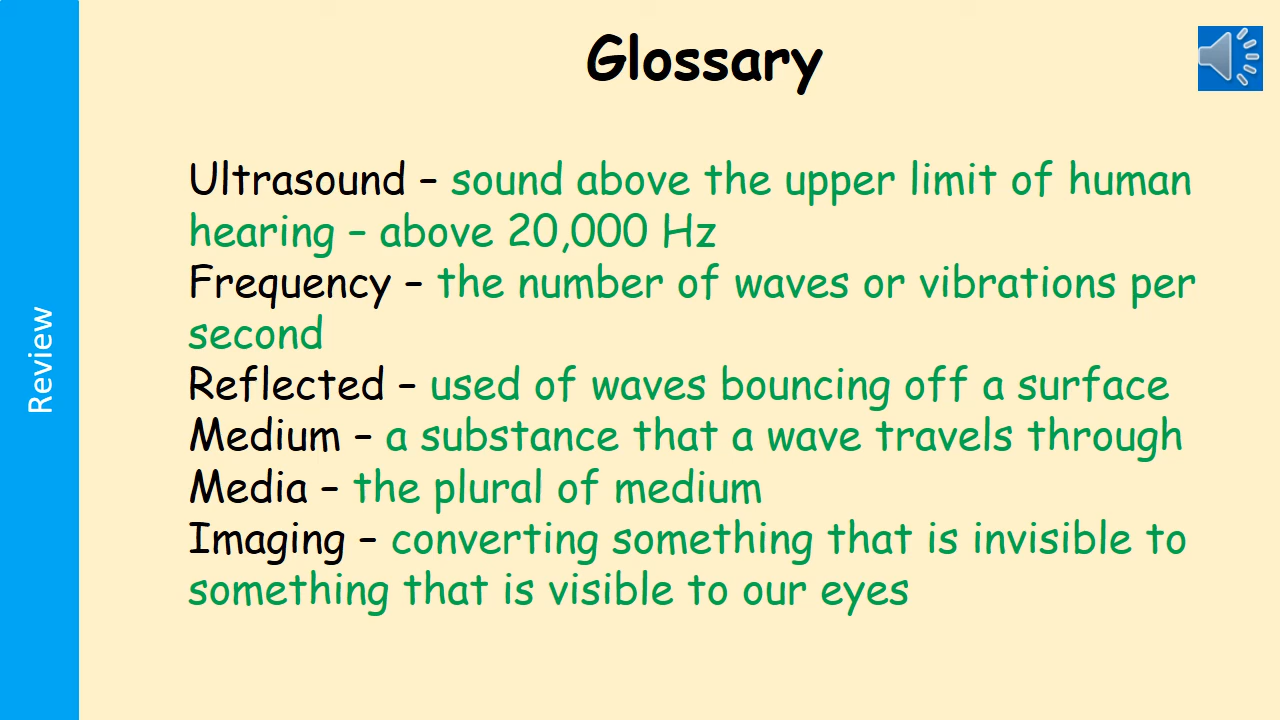 Glossary
Review
Ultrasound – sound above the upper limit of human
hearing – above 20,000 Hz
Frequency – the number of waves or vibrations per
second
Reflected – used of waves bouncing off a surface
Medium – a substance that a wave travels through
Media – the plural of medium
Imaging – converting something that is invisible to
something that is visible to our eyes